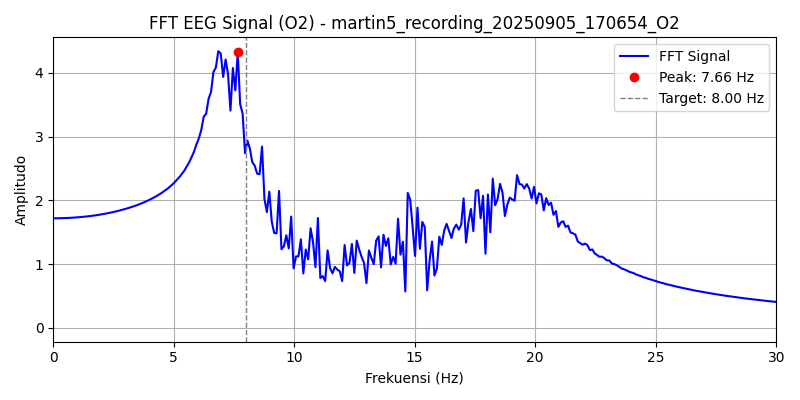 FFT EEG Signal (O2) - martin5_recording_20250905_170654_O2
FFT Signal
Peak: 7.66 Hz
Target: 8.00 Hz
Amplitudo
4
3
2
1
0
0 5 10 15 20 25 30
Frekuensi (Hz)